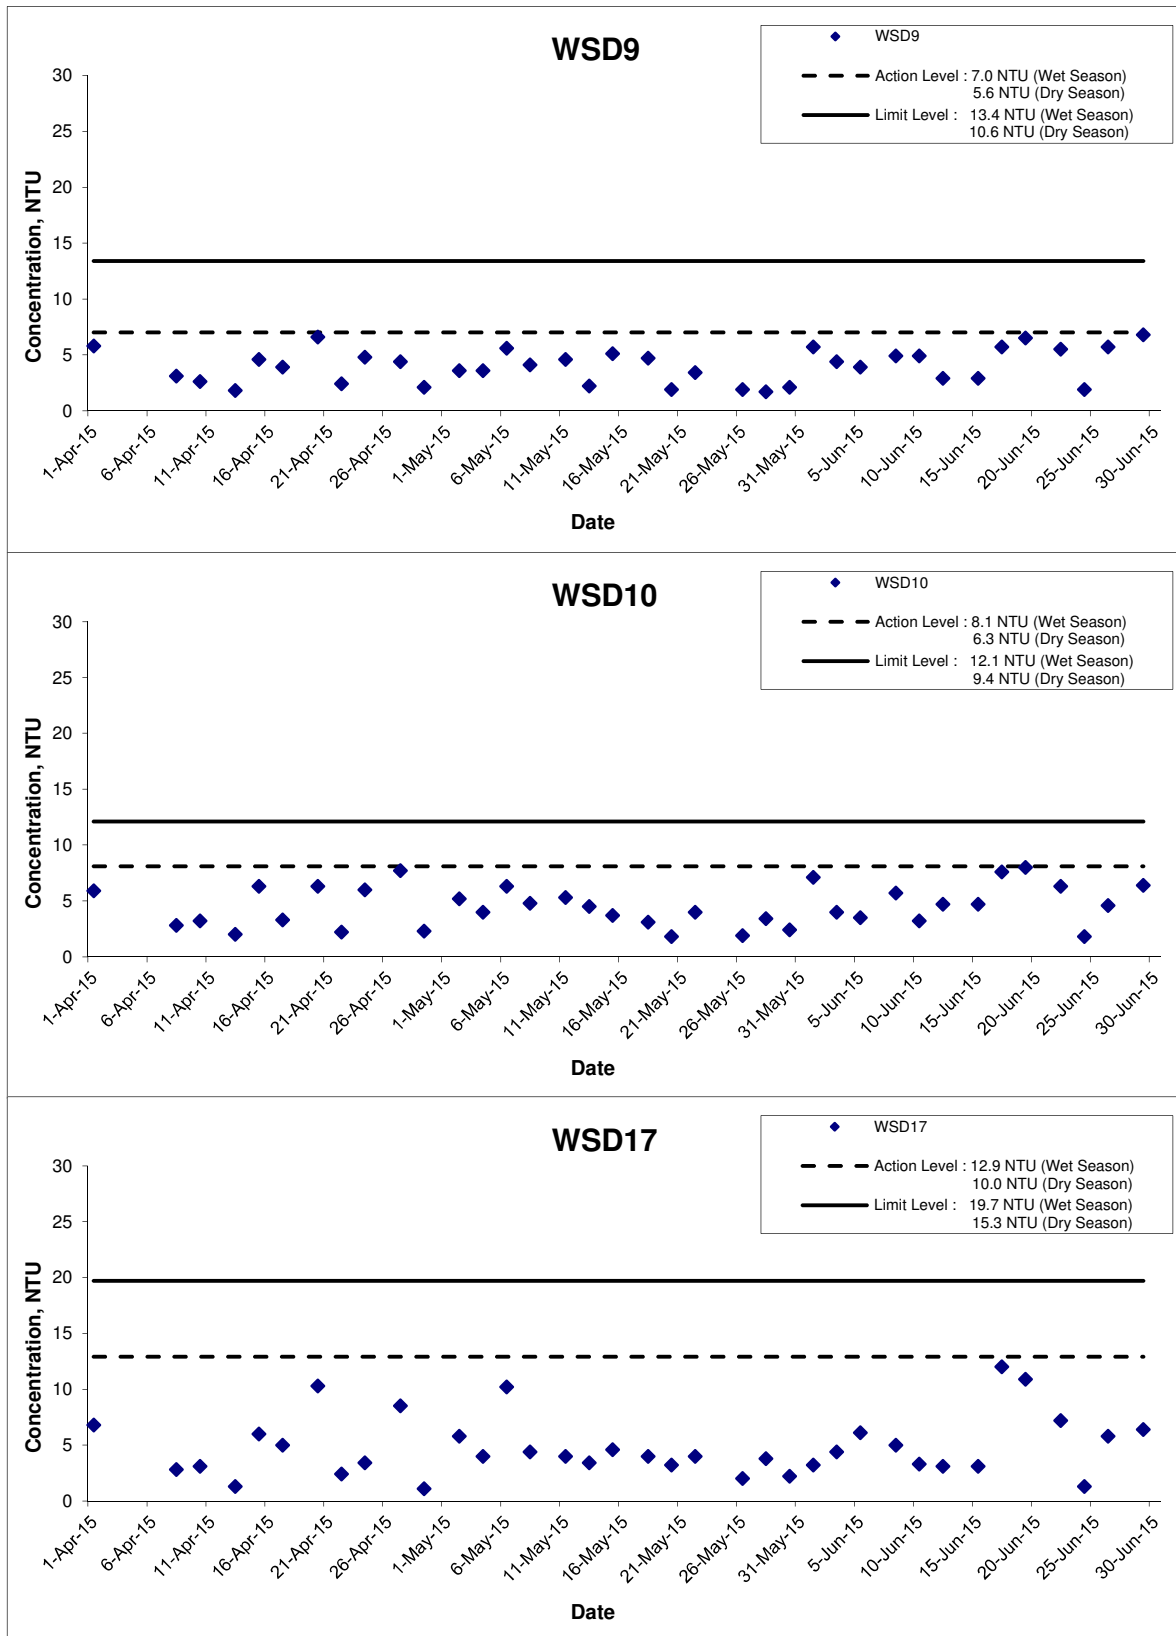 WSD9
WSD9
Action Level : 7.0 NTU (Wet Season)
5.6 NTU (Dry Season)
Limit Level : 13.4 NTU (Wet Season)
10.6 NTU (Dry Season)
Concentration, NTU
30
25
20
15
10
5
0
1-Apr-15
6-Apr-15
11-Apr-15
16-Apr-15
21-Apr-15
26-Apr-15
1-May-15
6-May-15
11-May-15
16-May-15
21-May-15
26-May-15
31-May-15
5-Jun-15
10-Jun-15
15-Jun-15
20-Jun-15
25-Jun-15
30-Jun-15
Date
WSD10
WSD10
Action Level : 8.1 NTU (Wet Season)
6.3 NTU (Dry Season)
Limit Level : 12.1 NTU (Wet Season)
9.4 NTU (Dry Season)
Concentration, NTU
30
25
20
15
10
5
0
1-Apr-15
6-Apr-15
11-Apr-15
16-Apr-15
21-Apr-15
26-Apr-15
1-May-15
6-May-15
11-May-15
16-May-15
21-May-15
26-May-15
31-May-15
5-Jun-15
10-Jun-15
15-Jun-15
20-Jun-15
25-Jun-15
30-Jun-15
Date
WSD17
WSD17
Action Level : 12.9 NTU (Wet Season)
10.0 NTU (Dry Season)
Limit Level : 19.7 NTU (Wet Season)
15.3 NTU (Dry Season)
Concentration, NTU
30
25
20
15
10
5
0
1-Apr-15
6-Apr-15
11-Apr-15
16-Apr-15
21-Apr-15
26-Apr-15
1-May-15
6-May-15
11-May-15
16-May-15
21-May-15
26-May-15
31-May-15
5-Jun-15
10-Jun-15
15-Jun-15
20-Jun-15
25-Jun-15
30-Jun-15
Date